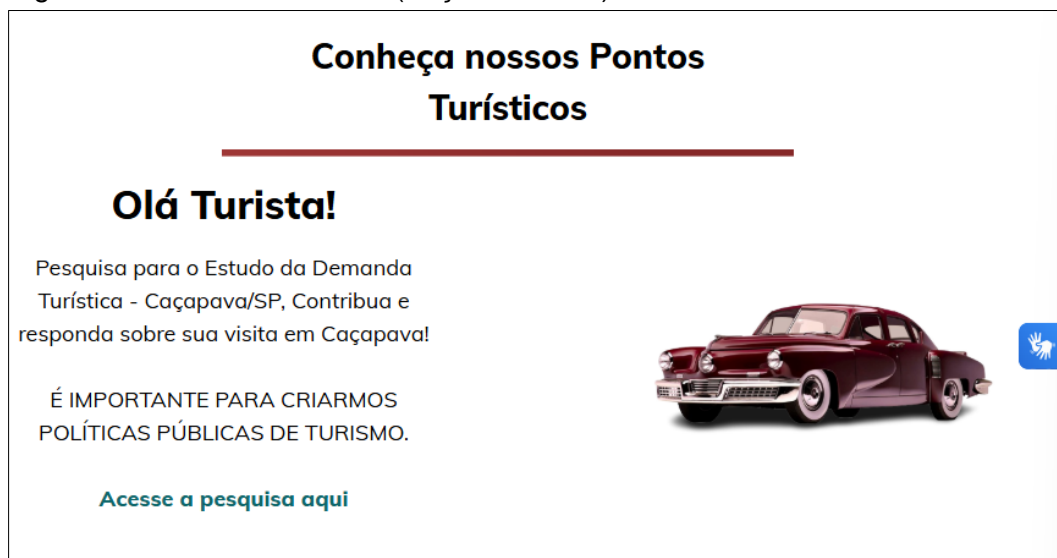 Conheça nossos Pontos
Turísticos
Olá Turista!
Pesquisa para o Estudo da Demanda
Turística - Caçapava/SP, Contribua e
responda sobre sua visita em Caçapava!
É IMPORTANTE PARA CRIARMOS
POLÍTICAS PÚBLICAS DE TURISMO.
Acesse a pesquisa aqui